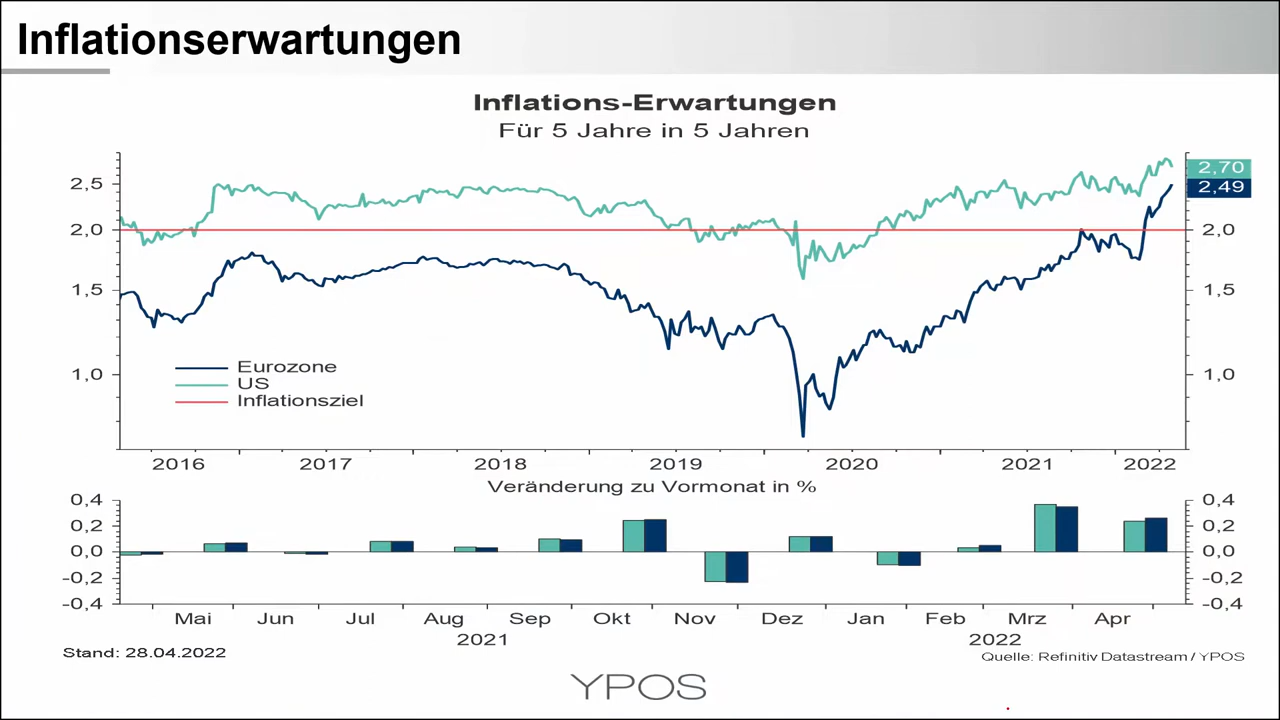 Inflationserwartungen
Inflations-Erwartungen
Für 5 Jahre in 5 Jahren
2,5
2,70
2,49
2,0
2,0
1,5
1,5
1,0
1,0
Eurozone
US
Inflationsziel
2016 2017 2018 2019 2020 2021 2022
Veränderung zu Vormonat in %
0,4 0,4
0,2 0,2
0,0 0,0
-0,2 -0,2
-0,4 -0,4
Mai Jun Jul Aug Sep Okt Nov Dez Jan Feb Mrz Apr
2021 2022
Stand: 28.04.2022
Quelle: Refinitiv Datastream / YPOS
YPOS